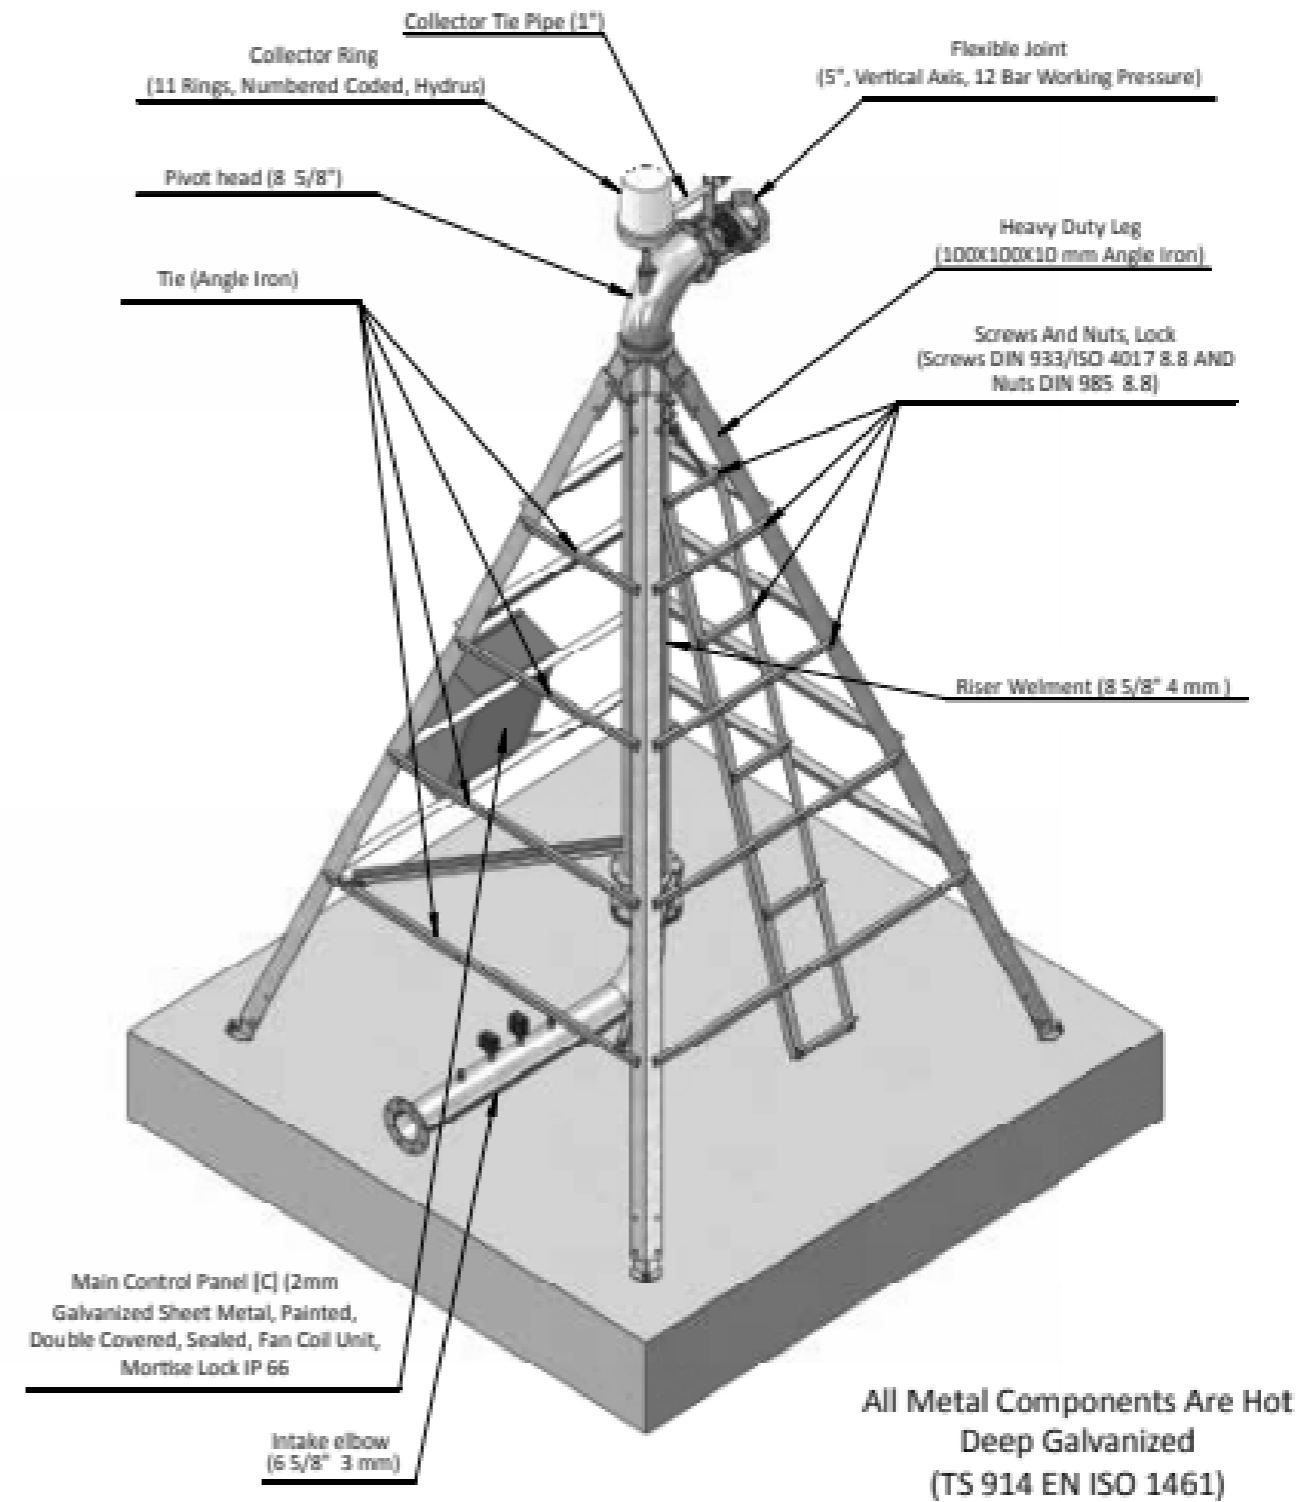 Collector Tie Pipe (1")
Collector Ring
(11 Rings, Numbered Coded, Hydrus)
Flexible Joint
(5", Vertical Axis, 12 Bar Working Pressure)
Pivot head (8 5/8")
Heavy Duty Leg
(100X100X10 mm Angle Iron)
Tie (Angle Iron)
Screws And Nuts, Lock
(Screws DIN 933/ISO 4017 8.8 AND
Nuts DIN 985 8.8)
Riser Welment (8 5/8" 4 mm )
Main Control Panel [C] (2mm
Galvanized Sheet Metal, Painted,
Double Covered, Sealed, Fan Coil Unit,
Mortise Lock IP 66
Intake elbow
(6 5/8" 3 mm)
All Metal Components Are Hot
Deep Galvanized
(TS 914 EN ISO 1461)